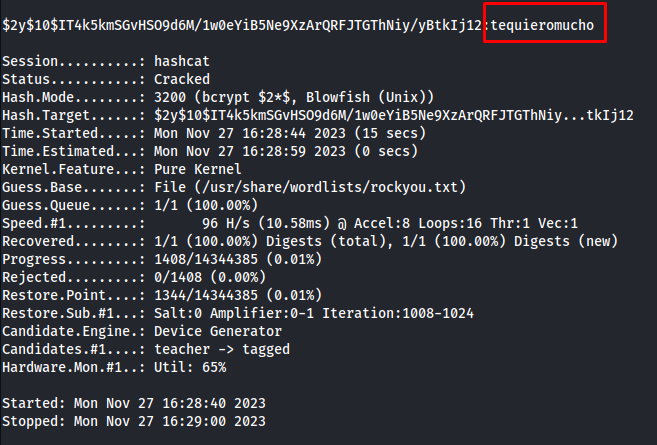 $2y$10$IT4k5kmSGvHSO9d6M/1w0eYiB5Ne9XzArQRFJTGThNiy/yBtkIj12:tequieromucho
Session..........: hashcat
Status...........: Cracked
Hash.Mode........: 3200 (bcrypt $2*$, Blowfish (Unix))
Hash.Target......: $2y$10$IT4k5kmSGvHSO9d6M/1w0eYiB5Ne9XzArQRFJTGThNiy...tkIj12
Time.Started.....: Mon Nov 27 16:28:44 2023 (15 secs)
Time.Estimated...: Mon Nov 27 16:28:59 2023 (0 secs)
Kernel.Feature...: Pure Kernel
Guess.Base.......: File (/usr/share/wordlists/rockyou.txt)
Guess.Queue......: 1/1 (100.00%)
Speed.#1.........:       96 H/s (10.58ms) @ Accel:8 Loops:16 Thr:1 Vec:1
Recovered........: 1/1 (100.00%) Digests (total), 1/1 (100.00%) Digests (new)
Progress.........: 1408/14344385 (0.01%)
Rejected.........: 0/1408 (0.00%)
Restore.Point....: 1344/14344385 (0.01%)
Restore.Sub.#1...: Salt:0 Amplifier:0-1 Iteration:1008-1024
Candidate.Engine.: Device Generator
Candidates.#1....: teacher -> tagged
Hardware.Mon.#1..: Util: 65%
Started: Mon Nov 27 16:28:40 2023
Stopped: Mon Nov 27 16:29:00 2023